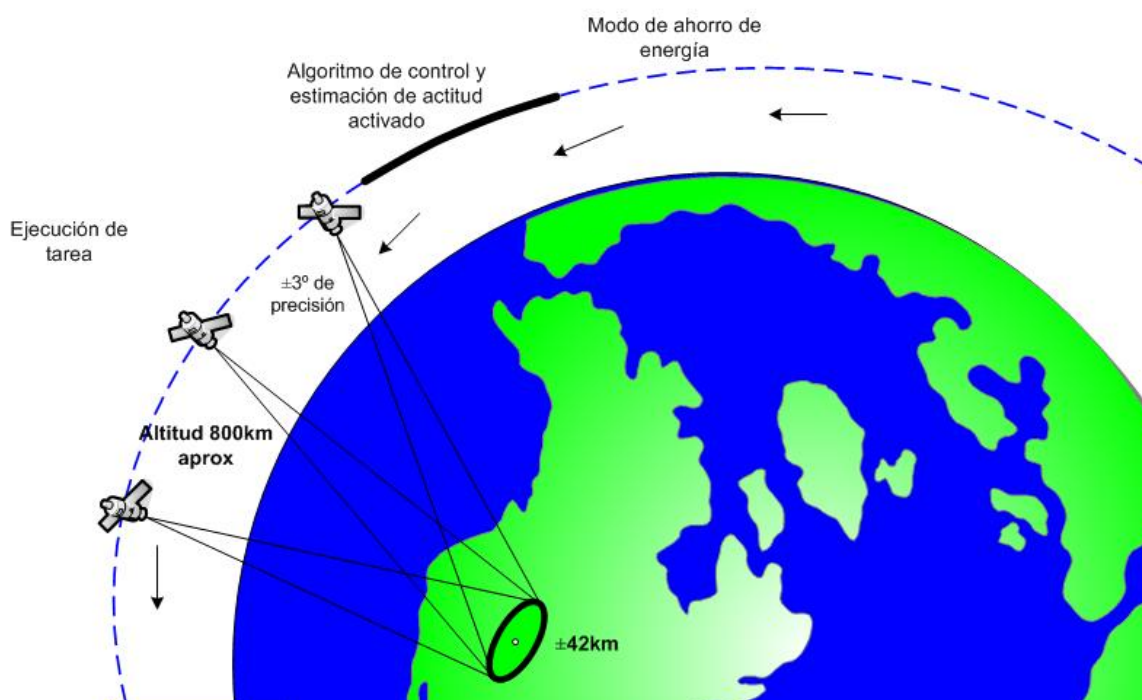 Modo de ahorro de
energía
Algoritmo de control y
estimación de actitud
activado
Ejecución de
tarea
±3º de
precisión
Altitud 800km
aprox
±42km